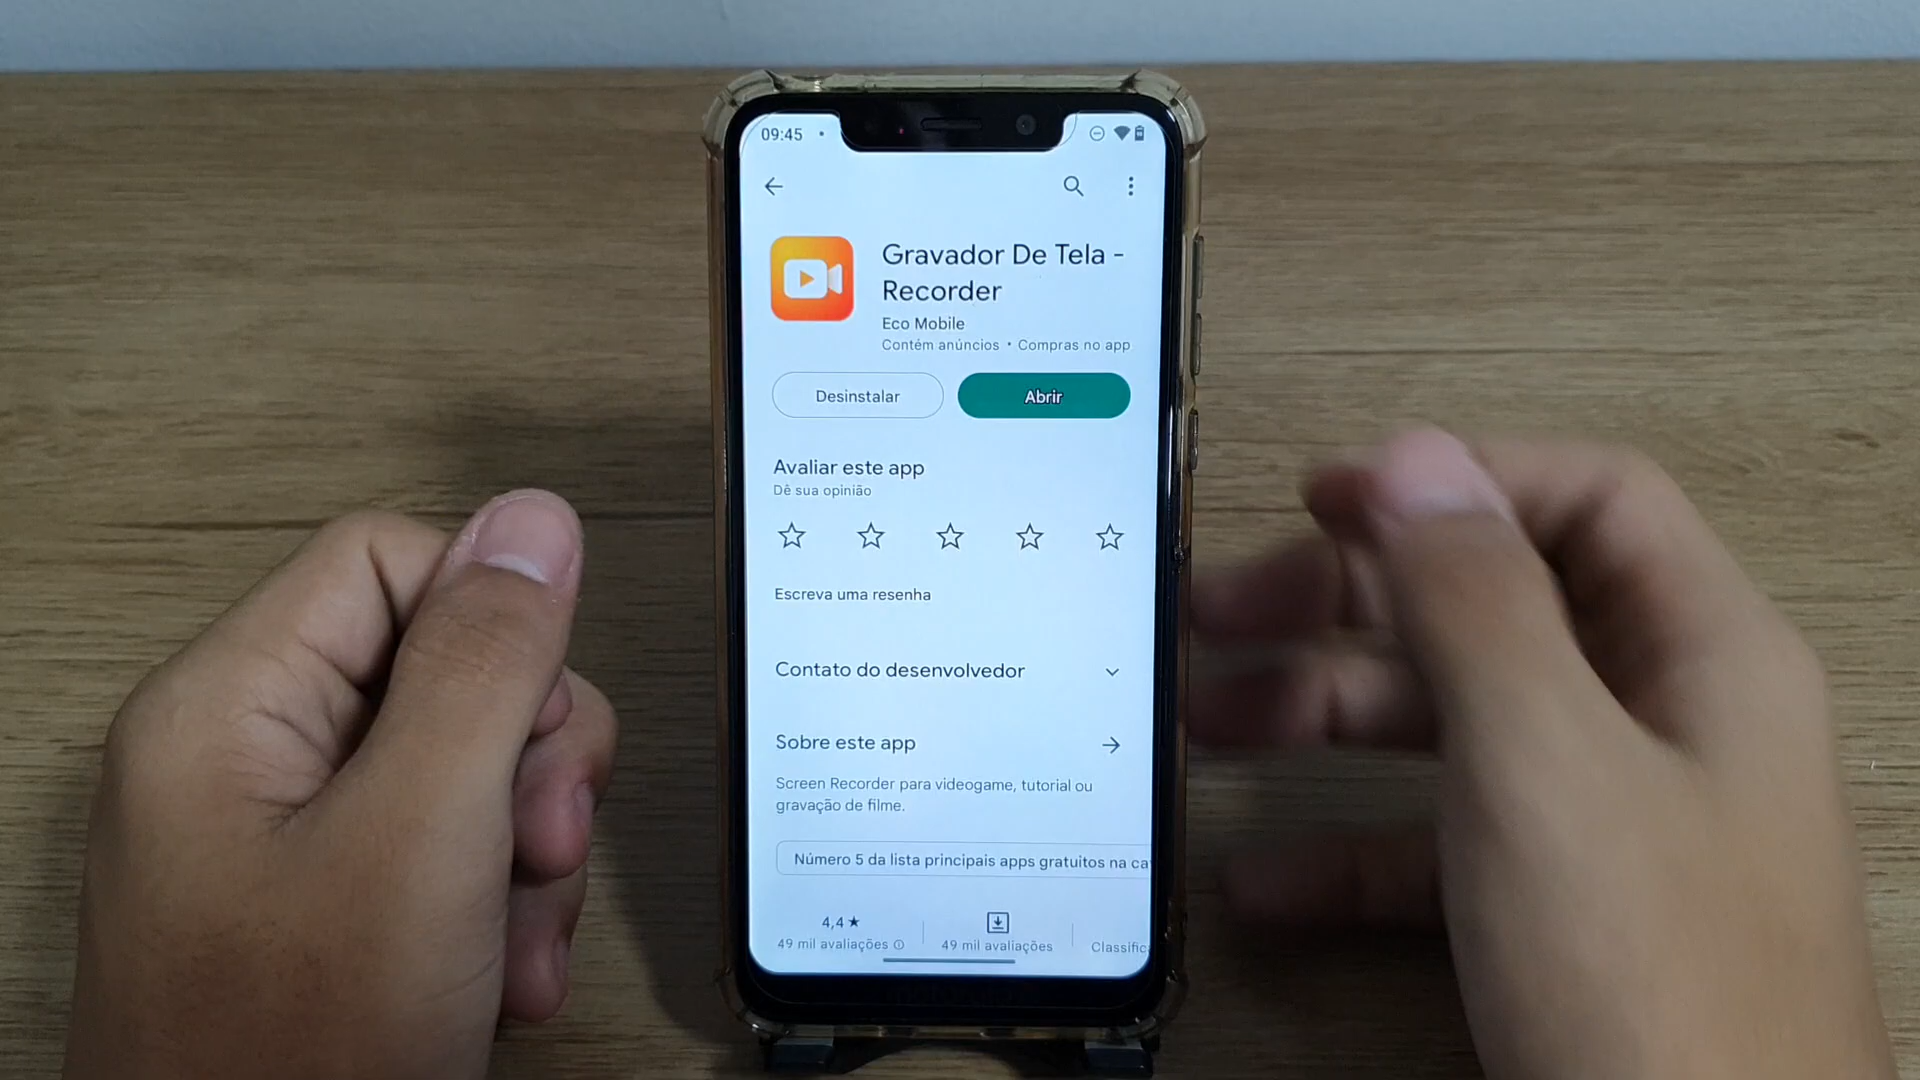 09:45
Gravador De Tela -
Recorder
Eco Mobile
Contém anúncios • Compras no app
Desinstalar
Abrir
Avaliar este app
Dê sua opinião
Escreva uma resenha
Contato do desenvolvedor
Sobre este app
Screen Recorder para videogame, tutorial ou
gravação de filme.
Número 5 da lista principais apps gratuitos na ca
4,4 ★
49 mil avaliações
49 mil avaliações
Classific